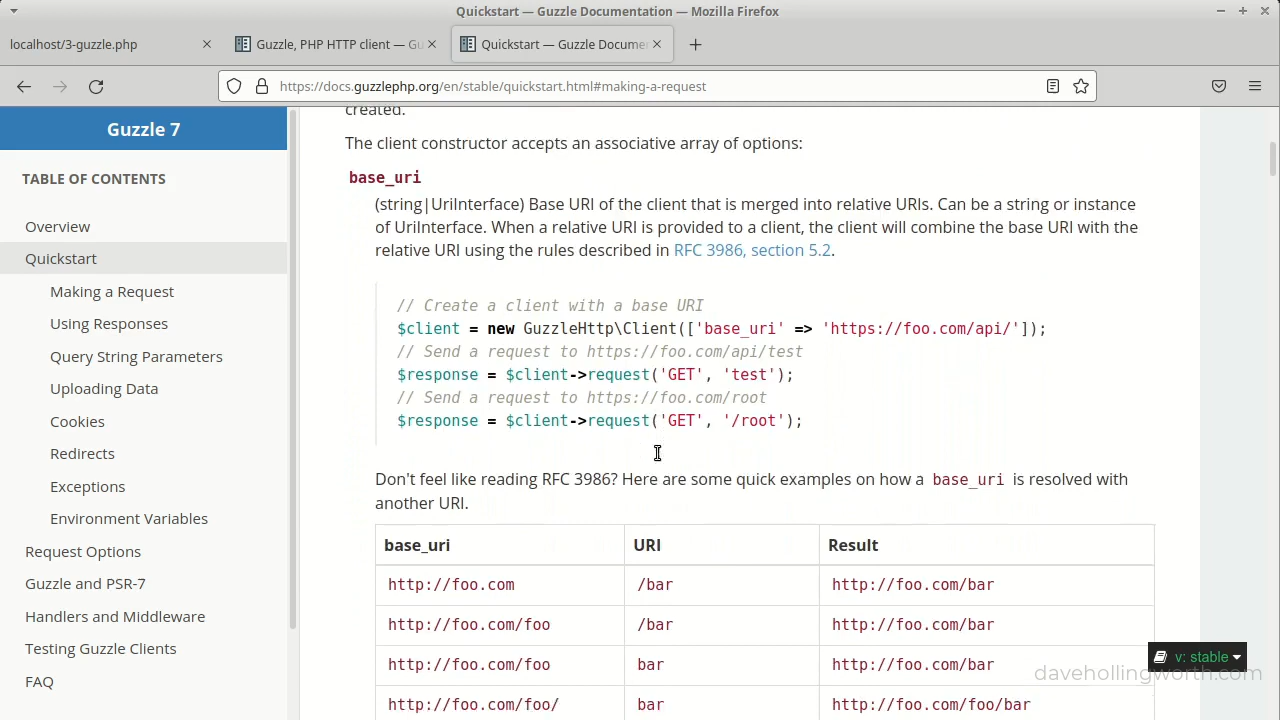 Quickstart — Guzzle Documentation — Mozilla Firefox
localhost/3-guzzle.php
Guzzle, PHP HTTP client — Gu
Quickstart — Guzzle Documen
https://docs.guzzlephp.org/en/stable/quickstart.html#making-a-request
Guzzle 7
TABLE OF CONTENTS
Overview
Quickstart
Making a Request
Using Responses
Query String Parameters
Uploading Data
Cookies
Redirects
Exceptions
Environment Variables
Request Options
Guzzle and PSR-7
Handlers and Middleware
Testing Guzzle Clients
FAQ
created.
The client constructor accepts an associative array of options:
base_uri
(string|UriInterface) Base URI of the client that is merged into relative URIs. Can be a string or instance
of UriInterface. When a relative URI is provided to a client, the client will combine the base URI with the
relative URI using the rules described in RFC 3986, section 5.2.
// Create a client with a base URI
$client = new GuzzleHttp\Client(['base_uri' => 'https://foo.com/api/']);
// Send a request to https://foo.com/api/test
$response = $client->request('GET', 'test');
// Send a request to https://foo.com/root
$response = $client->request('GET', '/root');
Don't feel like reading RFC 3986? Here are some quick examples on how a base_uri is resolved with
another URI.
base_uri URI Result
http://foo.com /bar http://foo.com/bar
http://foo.com/foo /bar http://foo.com/bar
http://foo.com/foo bar http://foo.com/bar
http://foo.com/foo/ bar http://foo.com/foo/bar
v: stable
davehollingworth.com